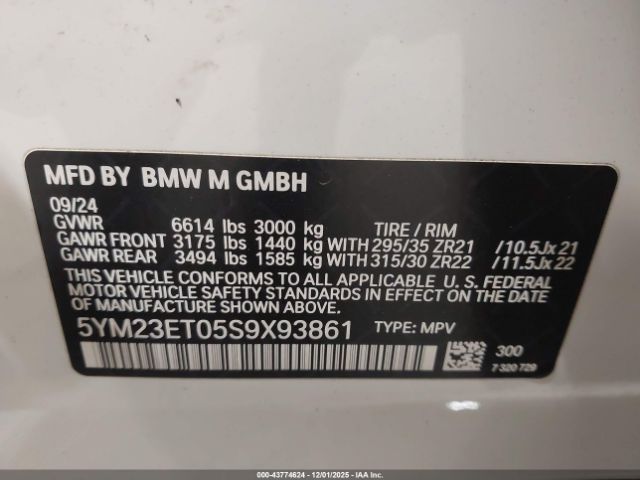 MFD BY BMW M GMBH
09/24
GVWR 6614 lbs 3000 kg TIRE / RIM
GAWR FRONT 3175 lbs 1440 kg WITH 295/35 ZR21 /10.5Jx21
GAWR REAR 3494 lbs 1585 kg WITH 315/30 ZR22 /11.5Jx22
THIS VEHICLE CONFORMS TO ALL APPLICABLE U. S. FEDERAL
MOTOR VEHICLE SAFETY STANDARDS IN EFFECT ON THE DATE
OF MANUFACTURE SHOWN ABOVE.
5YM23ET05S9X93861 TYPE: MPV
300
7 320 729
000-43774624 - 12/01/2025 - IAA Inc.